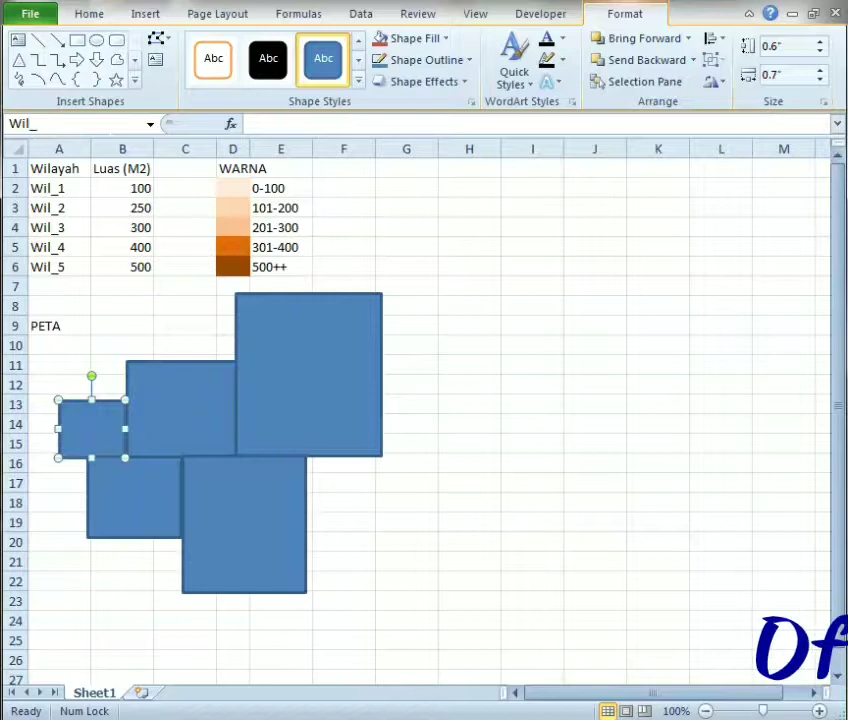 File Home Insert Page Layout Formulas Data Review View Developer Format
Abc Abc Abc
Shape Fill
Shape Outline
Shape Effects
Quick Styles
A
A
Bring Forward
Send Backward
Selection Pane
0.6"
0.7"
Insert Shapes Shape Styles WordArt Styles Arrange Size
Wil_ fx
A B C D E F G H I J K L M
1 Wilayah Luas (M2) WARNA
2 Wil_1 100 0-100
3 Wil_2 250 101-200
4 Wil_3 300 201-300
5 Wil_4 400 301-400
6 Wil_5 500 500++
7
8
9 PETA
10
11
12
13
14
15
16
17
18
19
20
21
22
23
24
25
26
27
Of
Sheet1
Ready Num Lock 100%